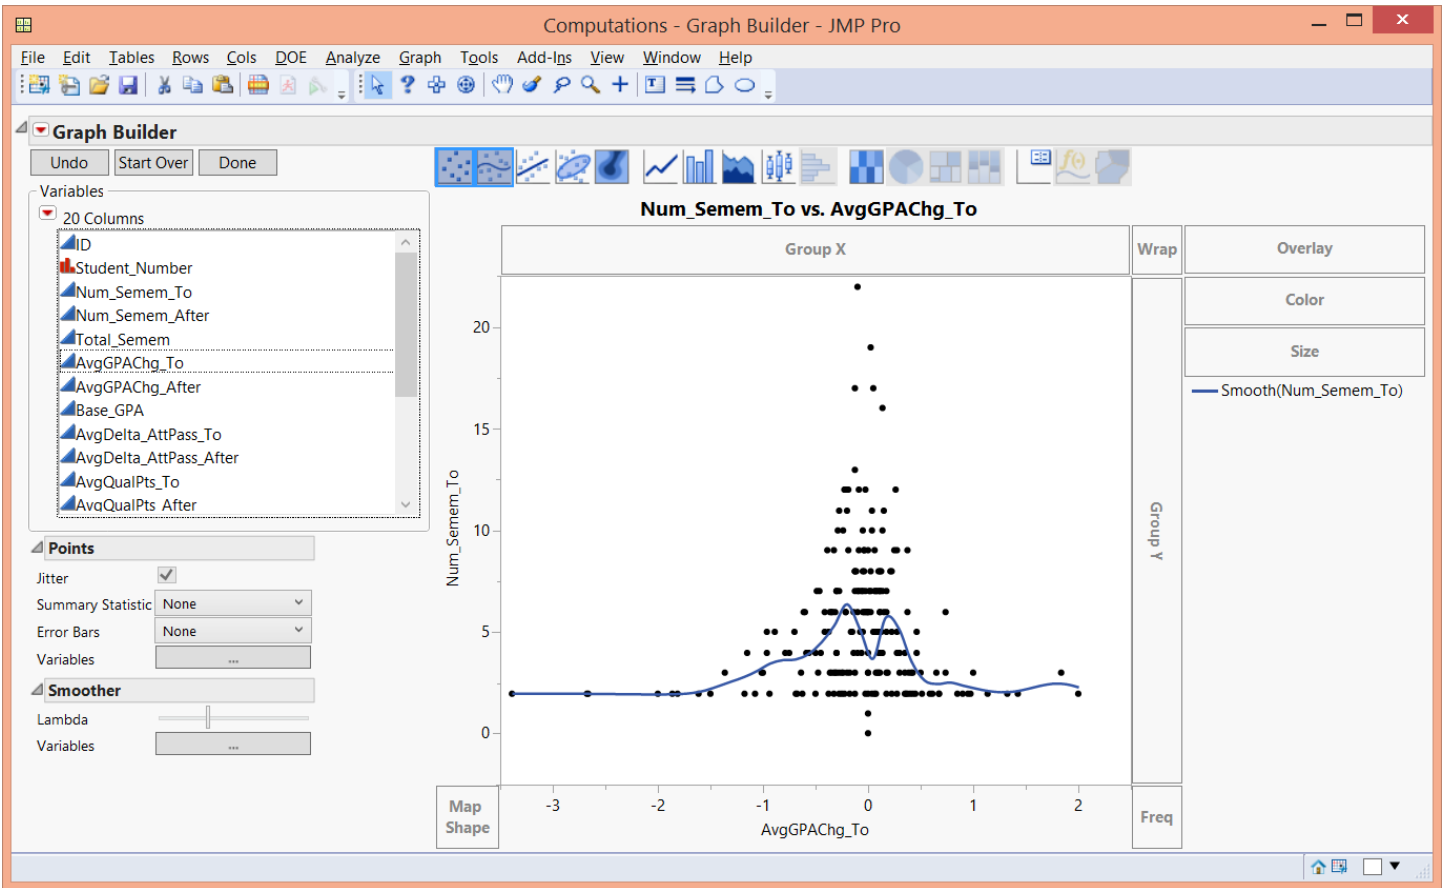 Computations - Graph Builder - JMP Pro
File Edit Tables Rows Cols DOE Analyze Graph Tools Add-Ins View Window Help
Graph Builder
Undo Start Over Done
Variables
20 Columns
ID
Student_Number
Num_Semem_To
Num_Semem_After
Total_Semem
AvgGPAChg_To
AvgGPAChg_After
Base_GPA
AvgDelta_AttPass_To
AvgDelta_AttPass_After
AvgQualPts_To
AvgQualPts_After
Points
Jitter
Summary Statistic None
Error Bars None
Variables ...
Smoother
Lambda
Variables ...
Num_Semem_To vs. AvgGPAChg_To
Group X
Wrap
Overlay
Color
Size
Smooth(Num_Semem_To)
Group Y
Num_Semem_To
20
15
10
5
0
-3 -2 -1 0 1 2
AvgGPAChg_To
Map
Shape
Freq